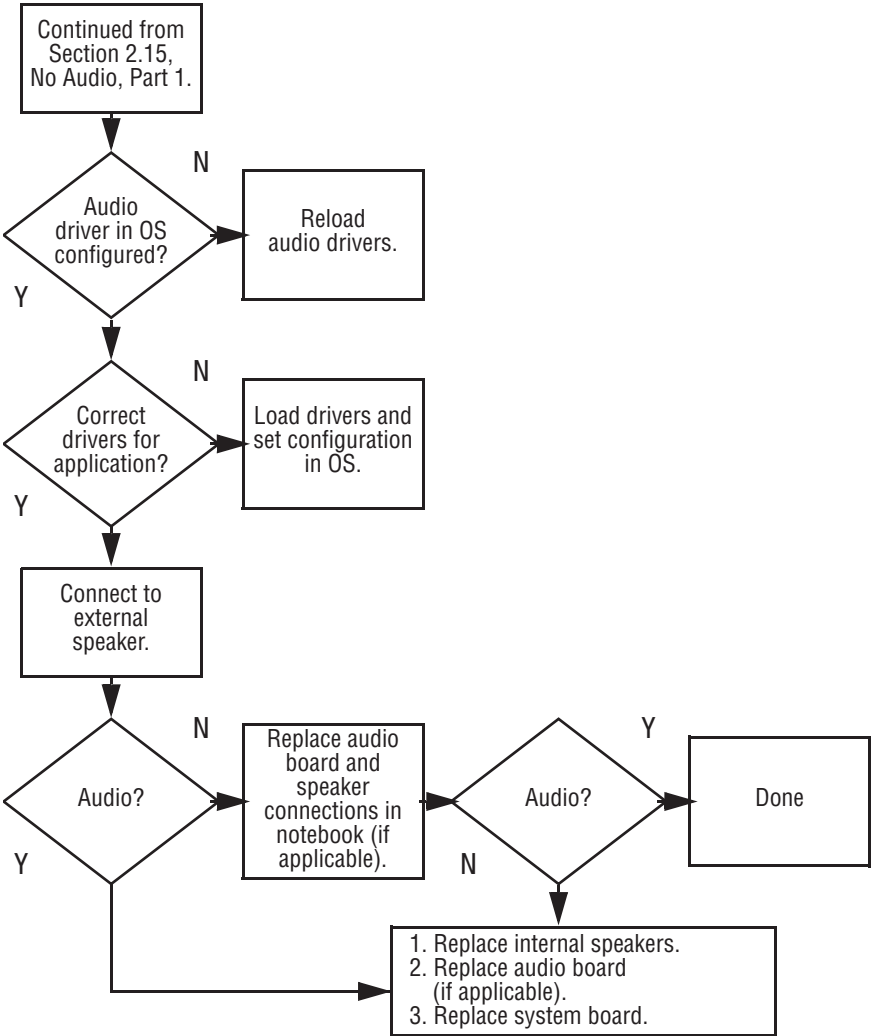 Continued from
Section 2.15,
No Audio, Part 1.
N
Audio
driver in OS
configured?
Reload
audio drivers.
Y
N
Correct
drivers for
application?
Load drivers and
set configuration
in OS.
Y
Connect to
external
speaker.
N
Audio?
Replace audio
board and
speaker
connections in
notebook (if
applicable).
Y
Audio?
Y
Done
N
1. Replace internal speakers.
2. Replace audio board
(if applicable).
3. Replace system board.